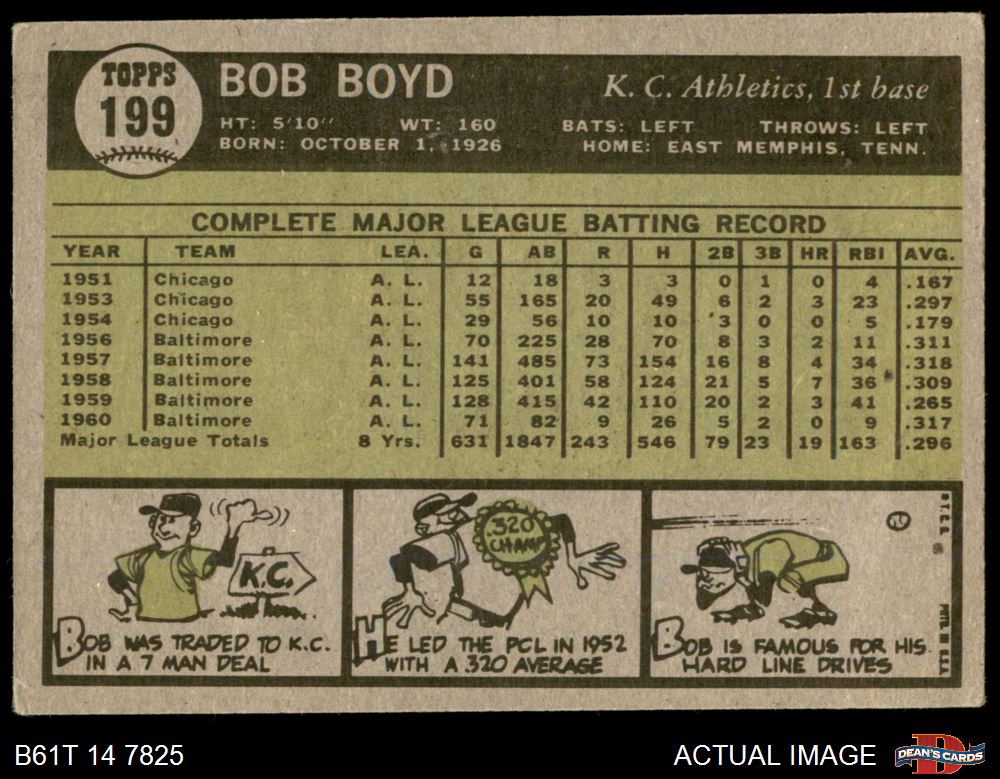 TOPPS
199
BOB BOYD
K. C. Athletics, 1st base
HT: 5'10" WT: 160 BATS: LEFT THROWS: LEFT
BORN: OCTOBER 1, 1926 HOME: EAST MEMPHIS, TENN.
COMPLETE MAJOR LEAGUE BATTING RECORD
YEAR TEAM LEA. G AB R H 2B 3B HR RBI AVG.
1951 Chicago A. L. 12 18 3 3 0 1 0 4 .167
1953 Chicago A. L. 55 165 20 49 6 2 3 23 .297
1954 Chicago A. L. 29 56 10 10 3 0 0 5 .179
1956 Baltimore A. L. 70 225 28 70 8 3 2 11 .311
1957 Baltimore A. L. 141 485 73 154 16 8 4 34 .318
1958 Baltimore A. L. 125 401 58 124 21 5 7 36 .309
1959 Baltimore A. L. 128 415 42 110 20 2 3 41 .265
1960 Baltimore A. L. 71 82 9 26 5 2 0 9 .317
Major League Totals 8 Yrs. 631 1847 243 546 79 23 19 163 .296
K.C.
BOB WAS TRADED TO K.C.
IN A 7 MAN DEAL
.320
CHAMP
HE LED THE PCL IN 1952
WITH A .320 AVERAGE
BOB IS FAMOUS FOR HIS
HARD LINE DRIVES
© T.C.G. PRTD. IN U.S.A.
B61T 14 7825
ACTUAL IMAGE
DEAN'S CARDS